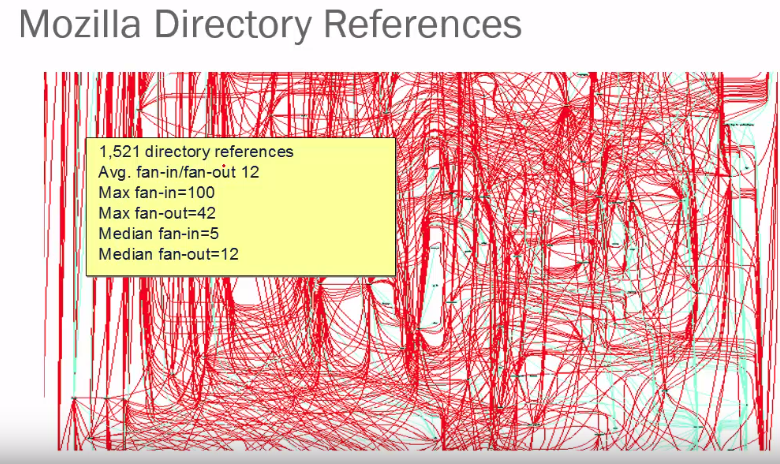 Mozilla Directory References
1,521 directory references
Avg. fan-in/fan-out 12
Max fan-in=100
Max fan-out=42
Median fan-in=5
Median fan-out=12